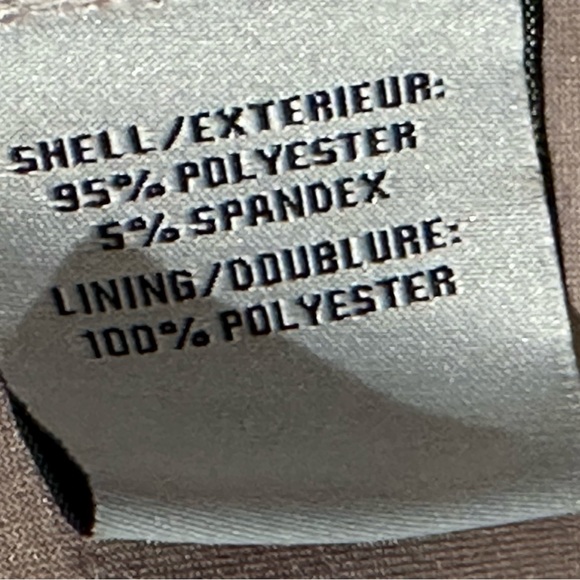 SHELL/EXTERIEUR:
95% POLYESTER
5% SPANDEX
LINING/DOUBLURE:
100% POLYESTER